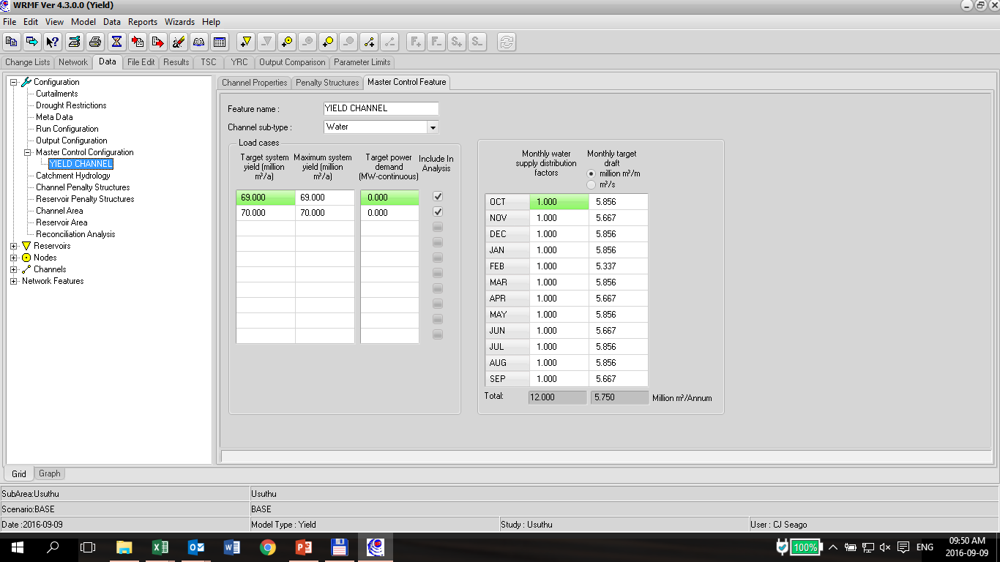 WRMF Ver 4.3.0.0 (Yield)
File Edit View Model Data Reports Wizards Help
F+ F- S+ S-
Change Lists Network Data File Edit Results TSC YRC Output Comparison Parameter Limits
Configuration
Curtailments
Drought Restrictions
Meta Data
Run Configuration
Output Configuration
Master Control Configuration
YIELD CHANNEL
Catchment Hydrology
Channel Penalty Structures
Reservoir Penalty Structures
Channel Area
Reservoir Area
Reconciliation Analysis
Reservoirs
Nodes
Channels
Network Features
Channel Properties Penalty Structures Master Control Feature
Feature name : YIELD CHANNEL
Channel sub-type : Water
Load cases
Target system yield (million m³/a) Maximum system yield (million m³/a) Target power demand (MW-continuous) Include In Analysis
69.000 69.000 0.000
70.000 70.000 0.000
Monthly water supply distribution factors Monthly target draft
million m³/m
m³/s
OCT 1.000 5.856
NOV 1.000 5.667
DEC 1.000 5.856
JAN 1.000 5.856
FEB 1.000 5.337
MAR 1.000 5.856
APR 1.000 5.667
MAY 1.000 5.856
JUN 1.000 5.667
JUL 1.000 5.856
AUG 1.000 5.856
SEP 1.000 5.667
Total: 12.000 5.750 Million m³/Annum
Grid Graph
SubArea:Usuthu Usuthu
Scenario:BASE BASE
Date :2016-09-09 Model Type : Yield Study : Usuthu User : CJ Seago
100% ENG 09:50 AM
2016-09-09